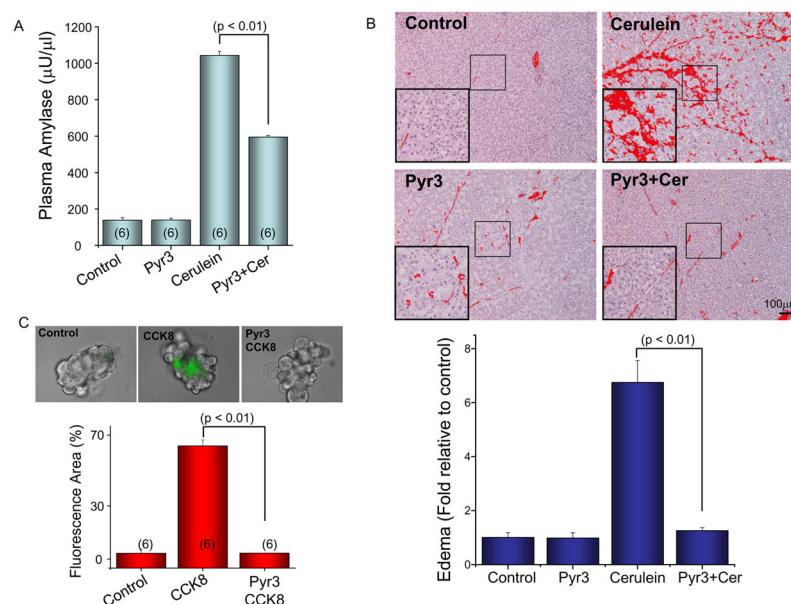 A
Plasma Amylase (μU/μl)
1200
1000
800
600
400
200
0
(p < 0.01)
(6)
(6)
(6)
(6)
Control
Pyr3
Cerulein
Pyr3+Cer
B
Control
Cerulein
Pyr3
Pyr3+Cer
100μ
Edema (Fold relative to control)
8
6
4
2
0
(p < 0.01)
Control
Pyr3
Cerulein
Pyr3+Cer
C
Control
CCK8
Pyr3
CCK8
Fluorescence Area (%)
70
30
0
(p < 0.01)
(6)
(6)
(6)
Control
CCK8
Pyr3
CCK8